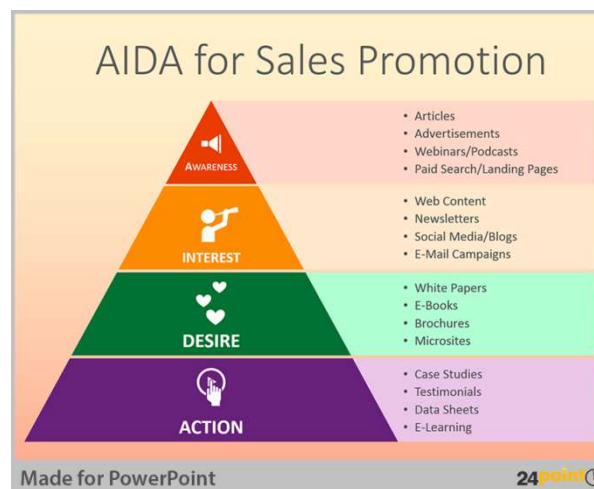 AIDA for Sales Promotion
AWARENESS
• Articles
• Advertisements
• Webinars/Podcasts
• Paid Search/Landing Pages
INTEREST
• Web Content
• Newsletters
• Social Media/Blogs
• E-Mail Campaigns
DESIRE
• White Papers
• E-Books
• Brochures
• Microsites
ACTION
• Case Studies
• Testimonials
• Data Sheets
• E-Learning
Made for PowerPoint
24point